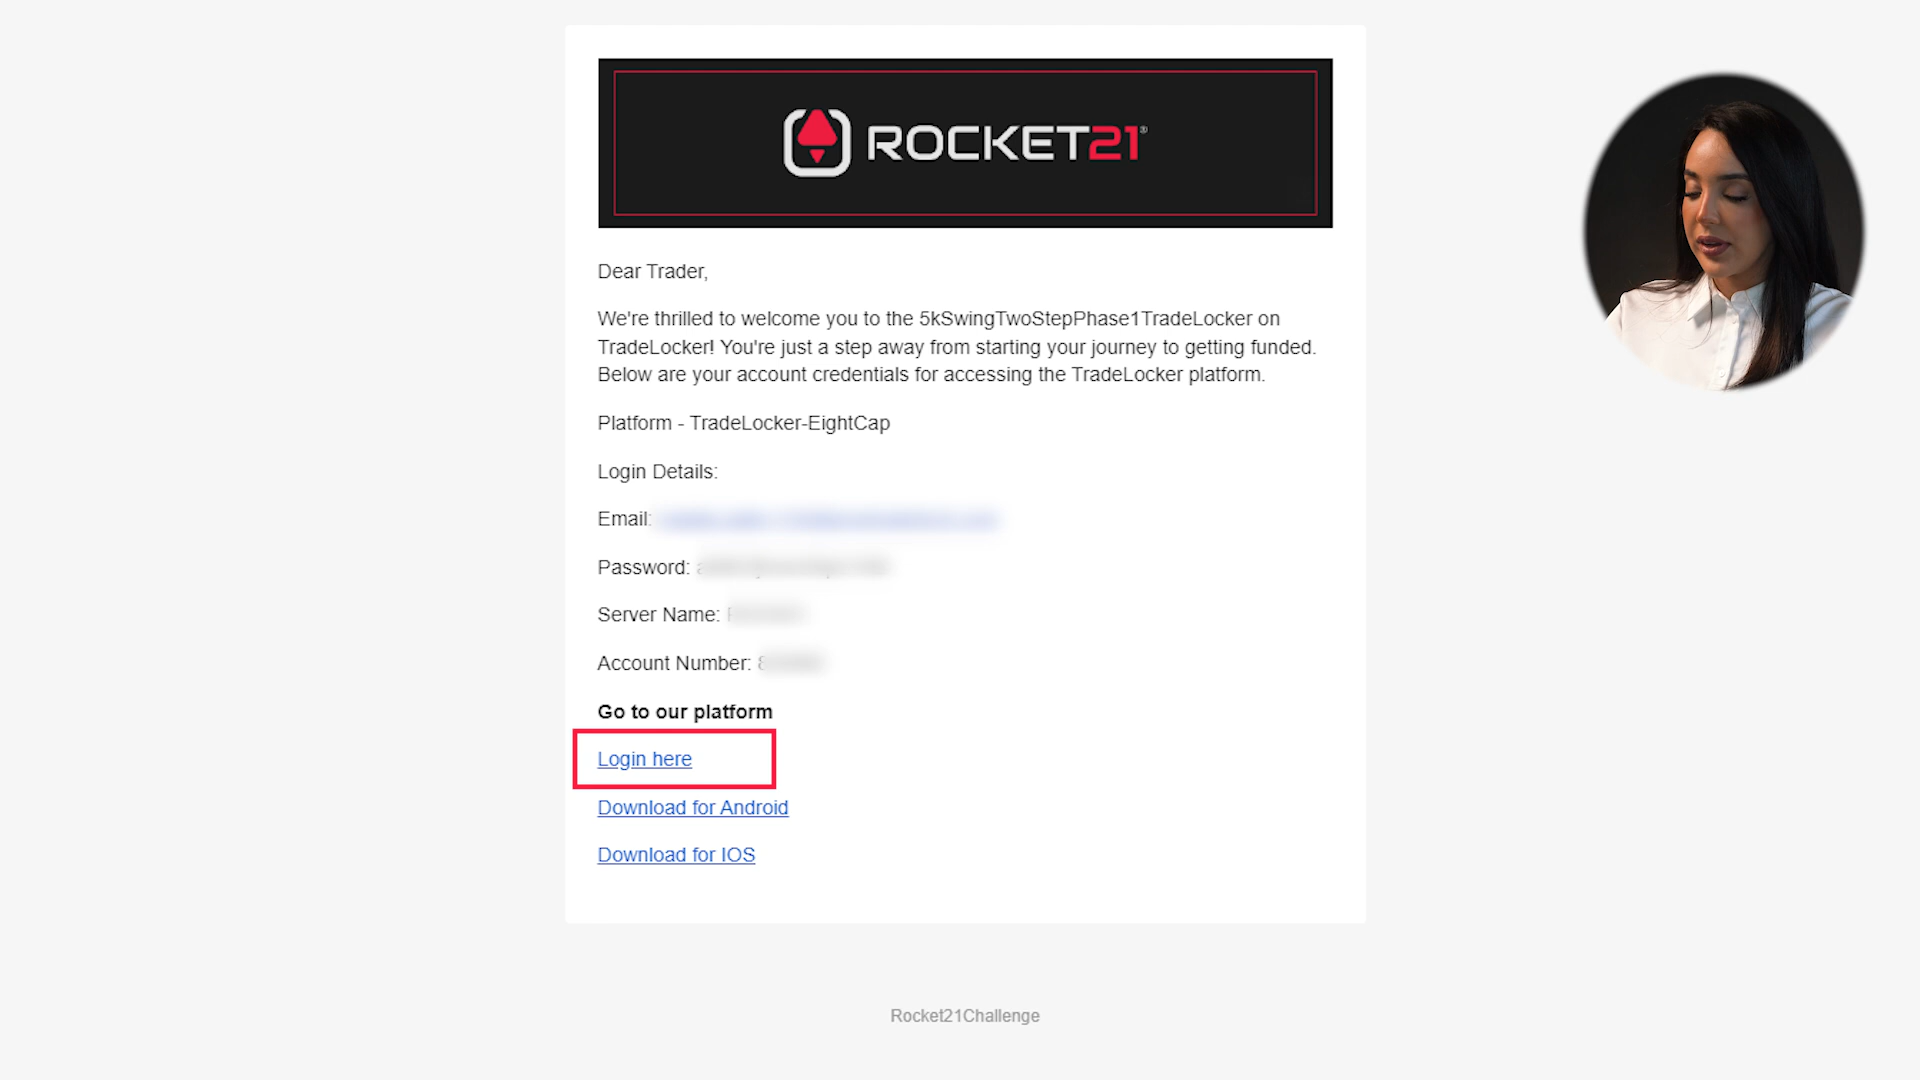 ROCKET21®
Dear Trader,
We're thrilled to welcome you to the 5kSwingTwoStepPhase1TradeLocker on
TradeLocker! You're just a step away from starting your journey to getting funded.
Below are your account credentials for accessing the TradeLocker platform.
Platform - TradeLocker-EightCap
Login Details:
Email:
Password:
Server Name:
Account Number:
Go to our platform
Login here
Download for Android
Download for IOS
Rocket21Challenge